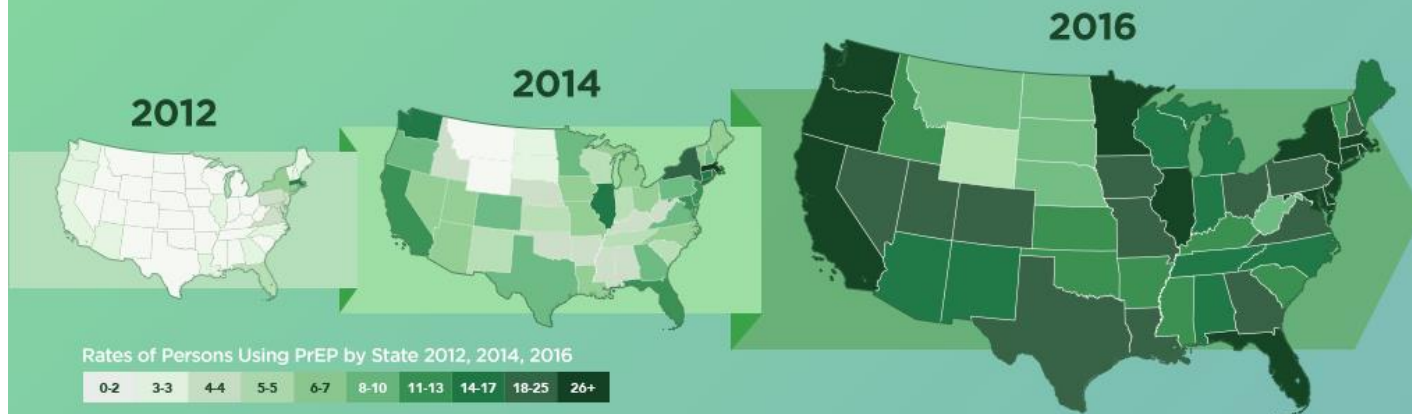 2012
2014
2016
Rates of Persons Using PrEP by State 2012, 2014, 2016
0-2 3-3 4-4 5-5 6-7 8-10 11-13 14-17 18-25 26+